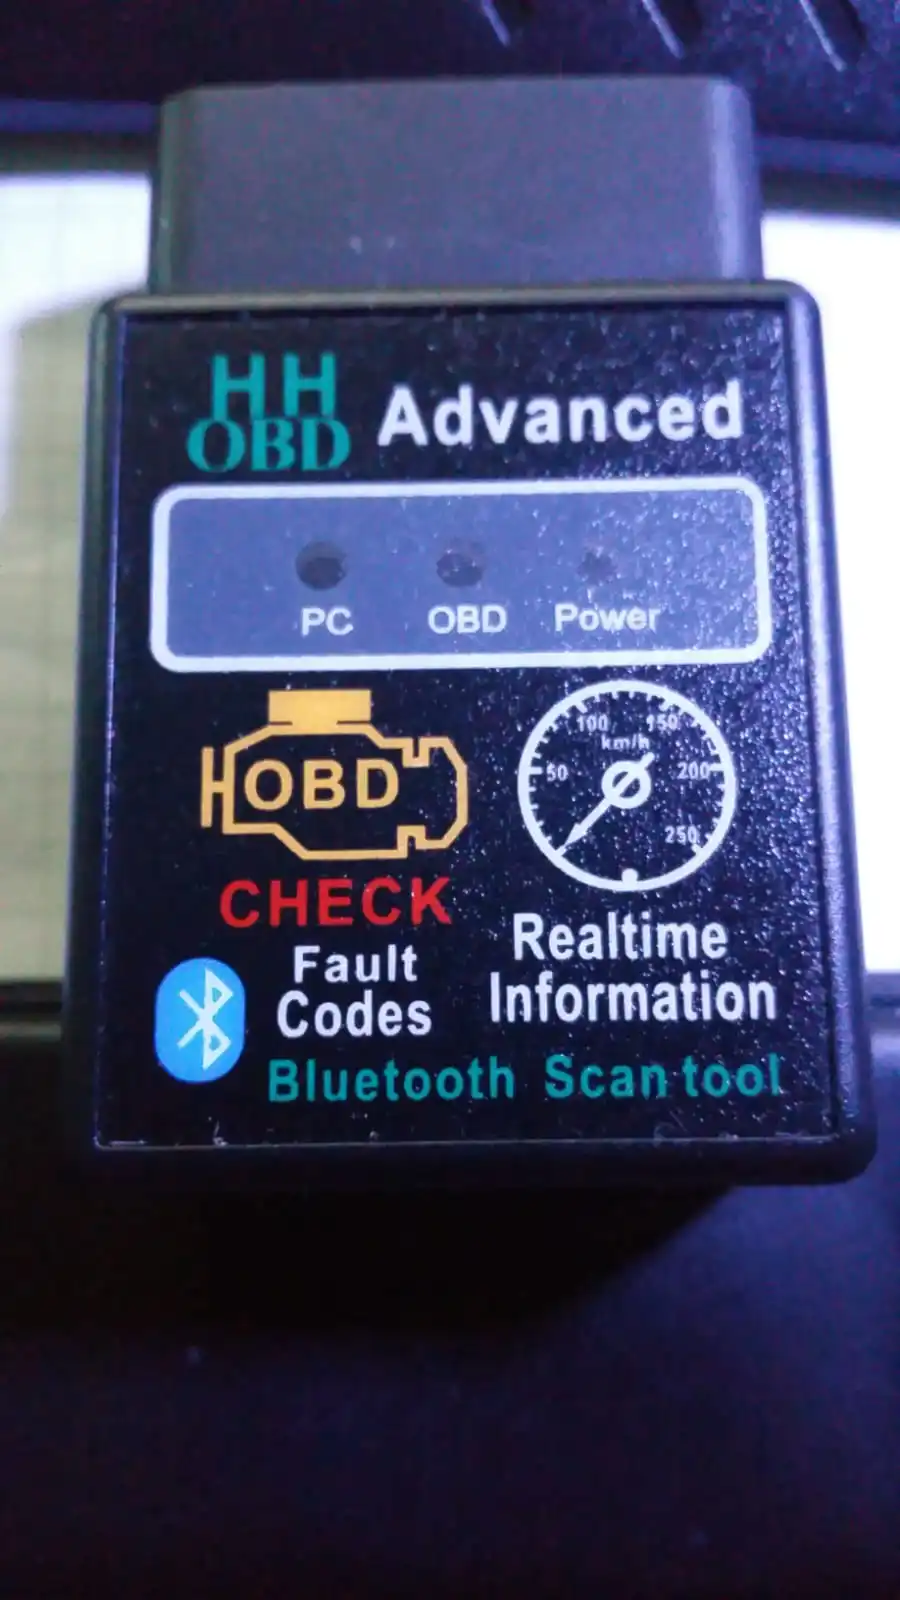 HH
OBD Advanced
PC OBD Power
OBD
100 150
km/h
50 200
250
CHECK
Fault
Codes
Realtime
Information
Bluetooth Scan tool